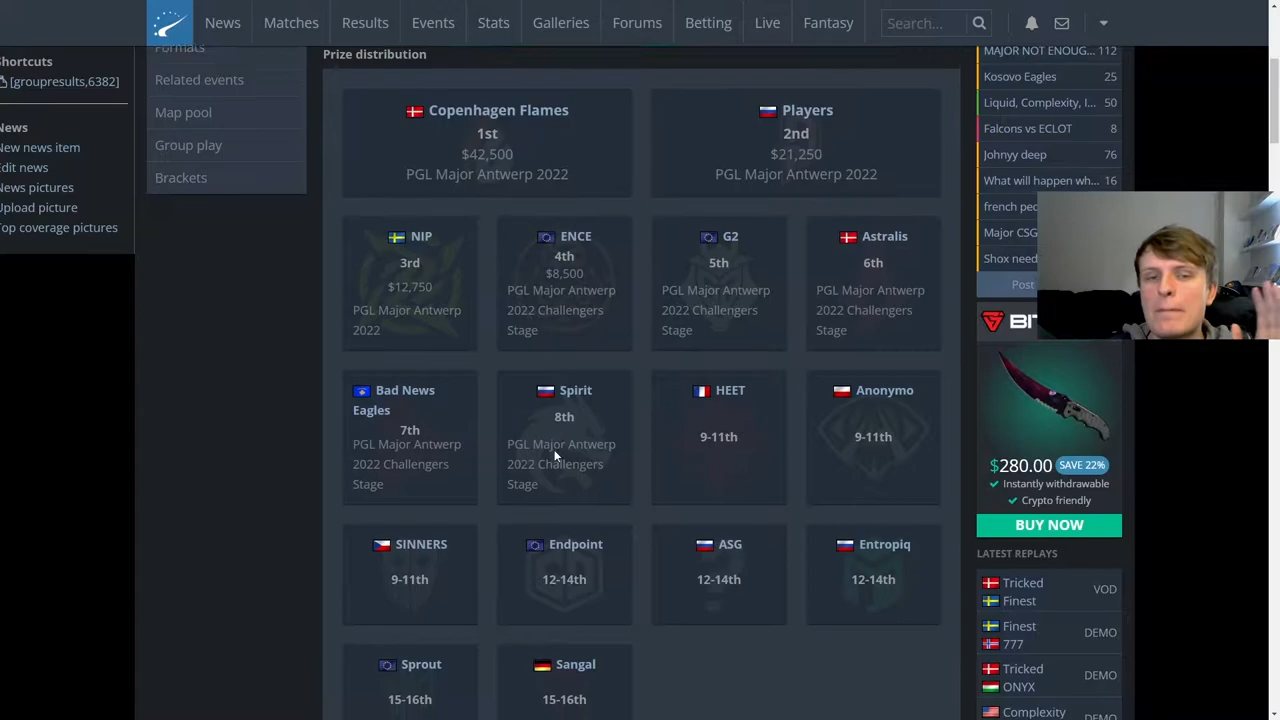 News
Matches
Results
Events
Stats
Galleries
Forums
Betting
Live
Fantasy
Search...
Shortcuts
[groupresults,6382]
News
New news item
Edit news
News pictures
Upload picture
Top coverage pictures
Formats
Related events
Map pool
Group play
Brackets
Prize distribution
Copenhagen Flames
1st
$42,500
PGL Major Antwerp 2022
Players
2nd
$21,250
PGL Major Antwerp 2022
NIP
3rd
$12,750
PGL Major Antwerp
2022
ENCE
4th
$8,500
PGL Major Antwerp
2022 Challengers
Stage
G2
5th
PGL Major Antwerp
2022 Challengers
Stage
Astralis
6th
PGL Major Antwerp
2022 Challengers
Stage
Bad News
Eagles
7th
PGL Major Antwerp
2022 Challengers
Stage
Spirit
8th
PGL Major Antwerp
2022 Challengers
Stage
HEET
9-11th
Anonymo
9-11th
SINNERS
9-11th
Endpoint
12-14th
ASG
12-14th
Entropiq
12-14th
Sprout
15-16th
Sangal
15-16th
MAJOR NOT ENOUG... 112
Kosovo Eagles 25
Liquid, Complexity, I... 50
Falcons vs ECLOT 8
Johnyy deep 76
What will happen wh... 16
french
Major CSG
Shox need
Post
BIT
$280.00 SAVE 22%
Instantly withdrawable
Crypto friendly
BUY NOW
LATEST REPLAYS
Tricked
Finest
VOD
Finest
777
DEMO
Tricked
ONYX
DEMO
Complexity
DEMO